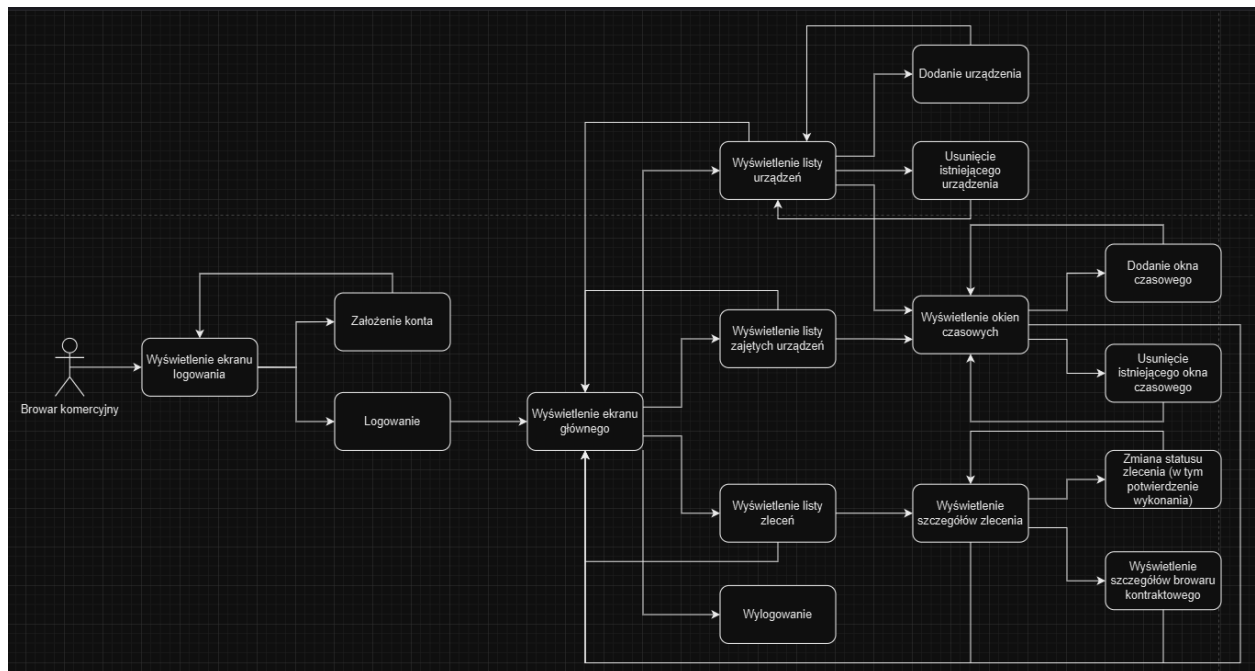 Dodanie urządzenia
Wyświetlenie listy
urządzeń
Usunięcie
istniejącego
urządzenia
Dodanie okna
czasowego
Założenie konta
Wyświetlenie listy
zajętych urządzeń
Wyświetlenie okien
czasowych
Wyświetlenie ekranu
logowania
Usunięcie
istniejącego okna
czasowego
Browar komercyjny
Logowanie
Wyświetlenie ekranu
głównego
Zmiana statusu
zlecenia (w tym
potwierdzenie
wykonania)
Wyświetlenie listy
zleceń
Wyświetlenie
szczegółów zlecenia
Wyświetlenie
szczegółów browaru
kontraktowego
Wylogowanie